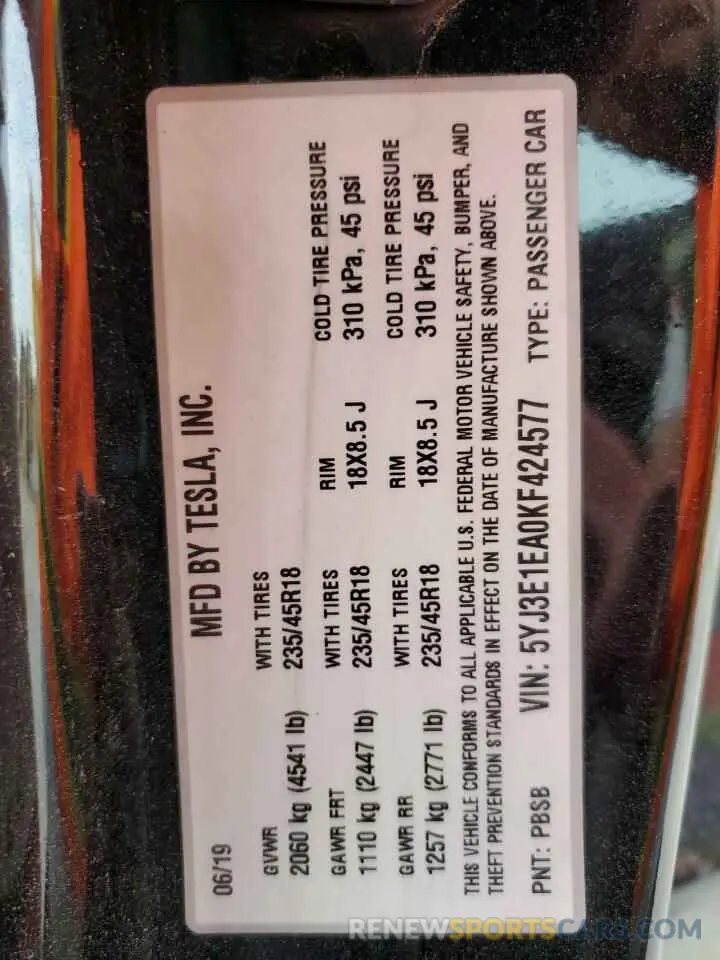 MFD BY TESLA, INC.
06/19
GVWR WITH TIRES
2060 kg (4541 lb) 235/45R18
GAWR FRT WITH TIRES RIM COLD TIRE PRESSURE
1110 kg (2447 lb) 235/45R18 18X8.5 J 310 kPa, 45 psi
GAWR RR WITH TIRES RIM COLD TIRE PRESSURE
1257 kg (2771 lb) 235/45R18 18X8.5 J 310 kPa, 45 psi
THIS VEHICLE CONFORMS TO ALL APPLICABLE U.S. FEDERAL MOTOR VEHICLE SAFETY, BUMPER, AND
THEFT PREVENTION STANDARDS IN EFFECT ON THE DATE OF MANUFACTURE SHOWN ABOVE.
PNT: PBSB VIN: 5YJ3E1EA0KF424577 TYPE: PASSENGER CAR
RENEWSPORTSCARS.COM